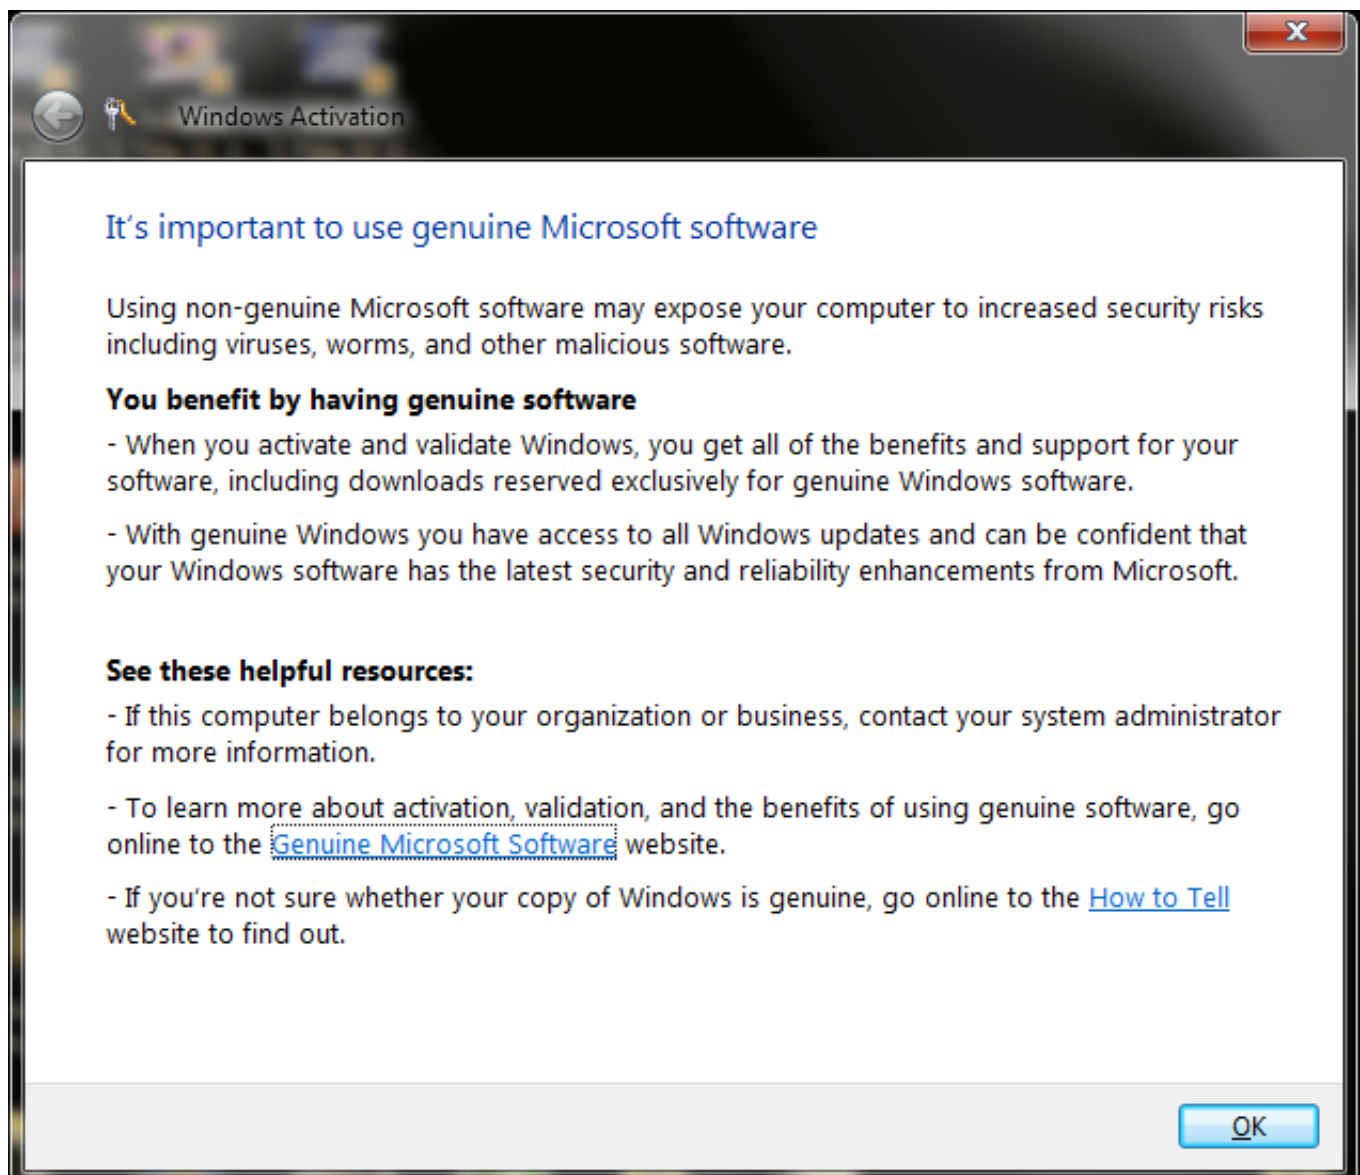 Windows Activation
It's important to use genuine Microsoft software
Using non-genuine Microsoft software may expose your computer to increased security risks
including viruses, worms, and other malicious software.
You benefit by having genuine software
- When you activate and validate Windows, you get all of the benefits and support for your
software, including downloads reserved exclusively for genuine Windows software.
- With genuine Windows you have access to all Windows updates and can be confident that
your Windows software has the latest security and reliability enhancements from Microsoft.
See these helpful resources:
- If this computer belongs to your organization or business, contact your system administrator
for more information.
- To learn more about activation, validation, and the benefits of using genuine software, go
online to the Genuine Microsoft Software website.
- If you're not sure whether your copy of Windows is genuine, go online to the How to Tell
website to find out.
OK